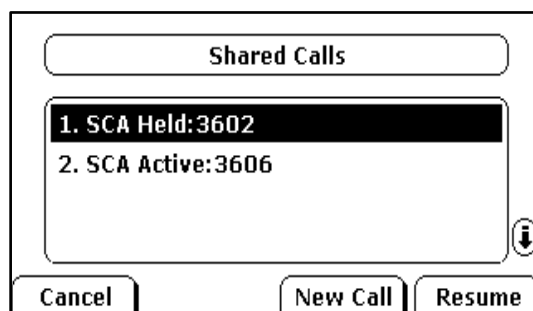 Shared Calls
1. SCA Held:3602
2. SCA Active:3606
Cancel New Call Resume